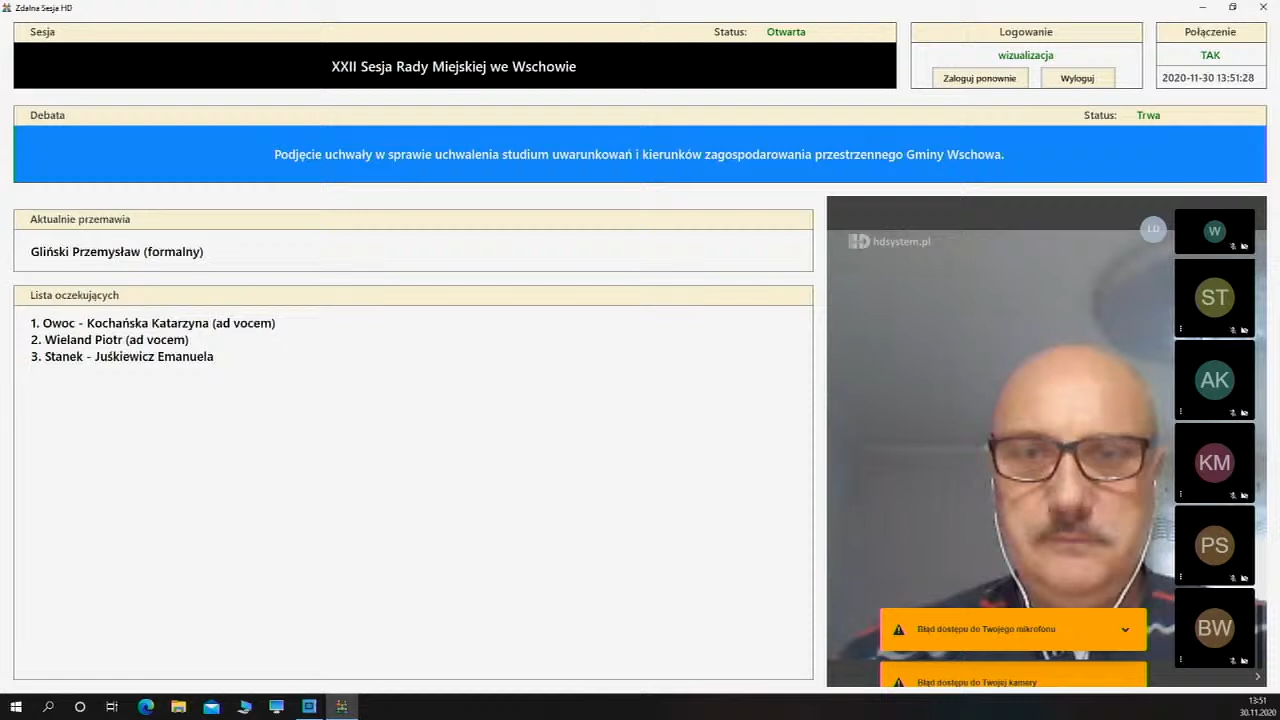 Zdalna Sesja HD
Sesja Status: Otwarta
XXII Sesja Rady Miejskiej we Wschowie
Logowanie
wizualizacja
Zaloguj ponownie Wyloguj
Połączenie
TAK
2020-11-30 13:51:28
Debata Status: Trwa
Podjęcie uchwały w sprawie uchwalenia studium uwarunkowań i kierunków zagospodarowania przestrzennego Gminy Wschowa.
Aktualnie przemawia
Gliński Przemysław (formalny)
Lista oczekujących
1. Owoc - Kochańska Katarzyna (ad vocem)
2. Wieland Piotr (ad vocem)
3. Stanek - Juśkiewicz Emanuela
HD hdsystem.pl
LD
W
ST
AK
KM
PS
BW
Błąd dostępu do Twojego mikrofonu
Błąd dostępu do Twojej kamery
13:51
30.11.2020